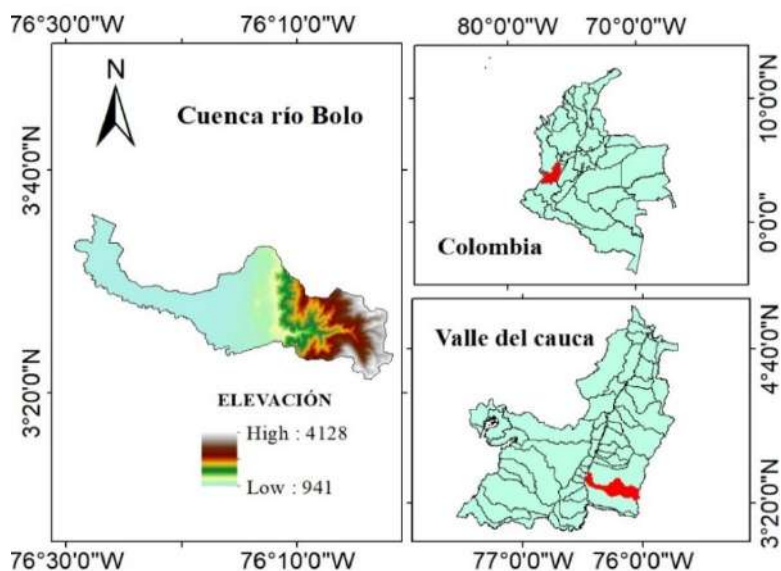 76°30'0"W 76°10'0"W
N
Cuenca río Bolo
3°40'0"N
3°20'0"N
ELEVACIÓN
High : 4128
Low : 941
76°30'0"W 76°10'0"W
80°0'0"W 70°0'0"W
10°0'0"N
0°0'0"
Colombia
Valle del cauca
4°40'0"N
3°20'0"N
77°0'0"W 76°0'0"W